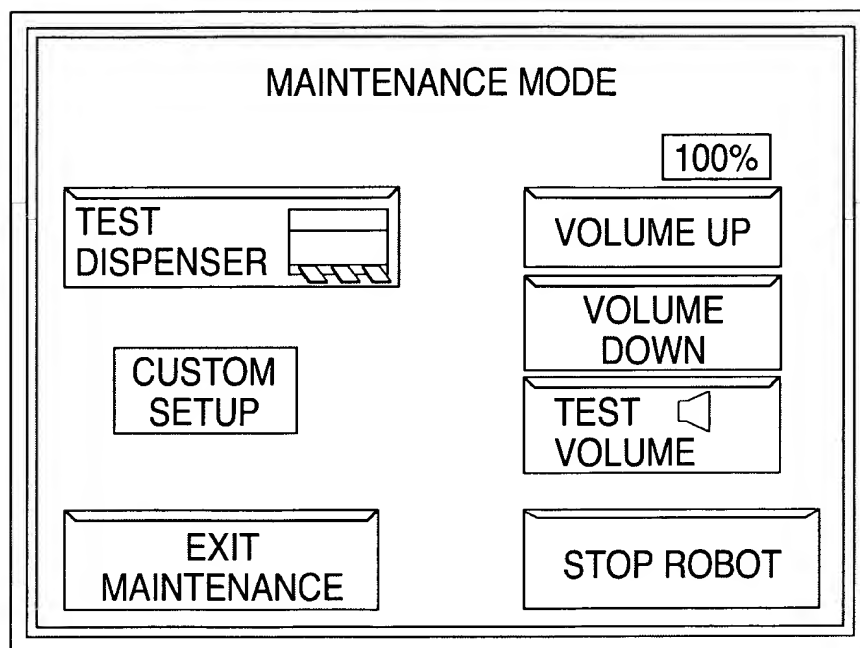 MAINTENANCE MODE
100%
TEST
DISPENSER
VOLUME UP
VOLUME
DOWN
CUSTOM
SETUP
TEST
VOLUME
EXIT
MAINTENANCE
STOP ROBOT